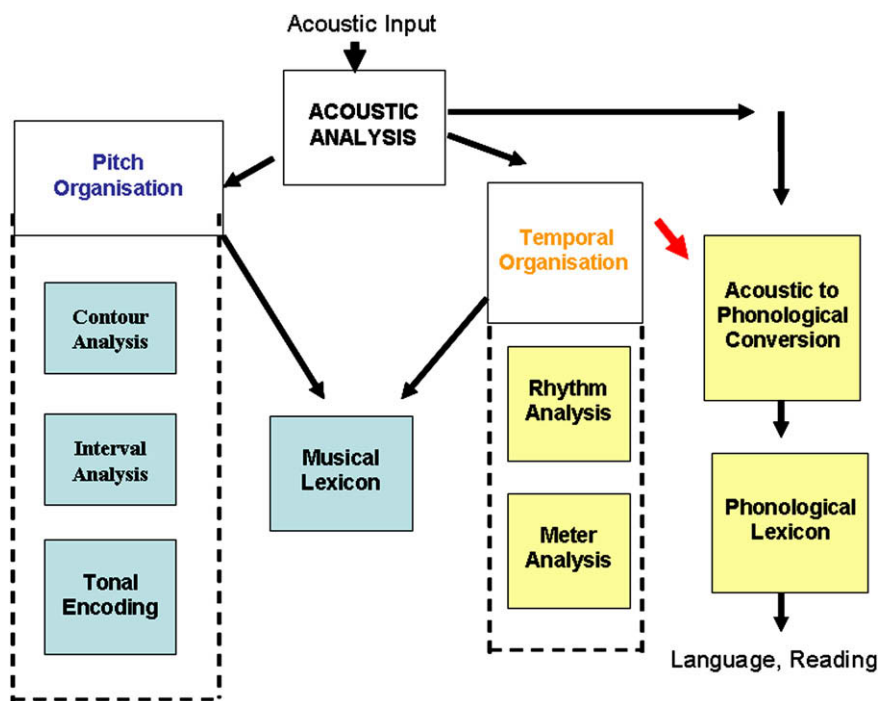 Acoustic Input
ACOUSTIC
ANALYSIS
Pitch
Organisation
Temporal
Organisation
Acoustic to
Phonological
Conversion
Contour
Analysis
Interval
Analysis
Tonal
Encoding
Musical
Lexicon
Rhythm
Analysis
Meter
Analysis
Phonological
Lexicon
Language, Reading